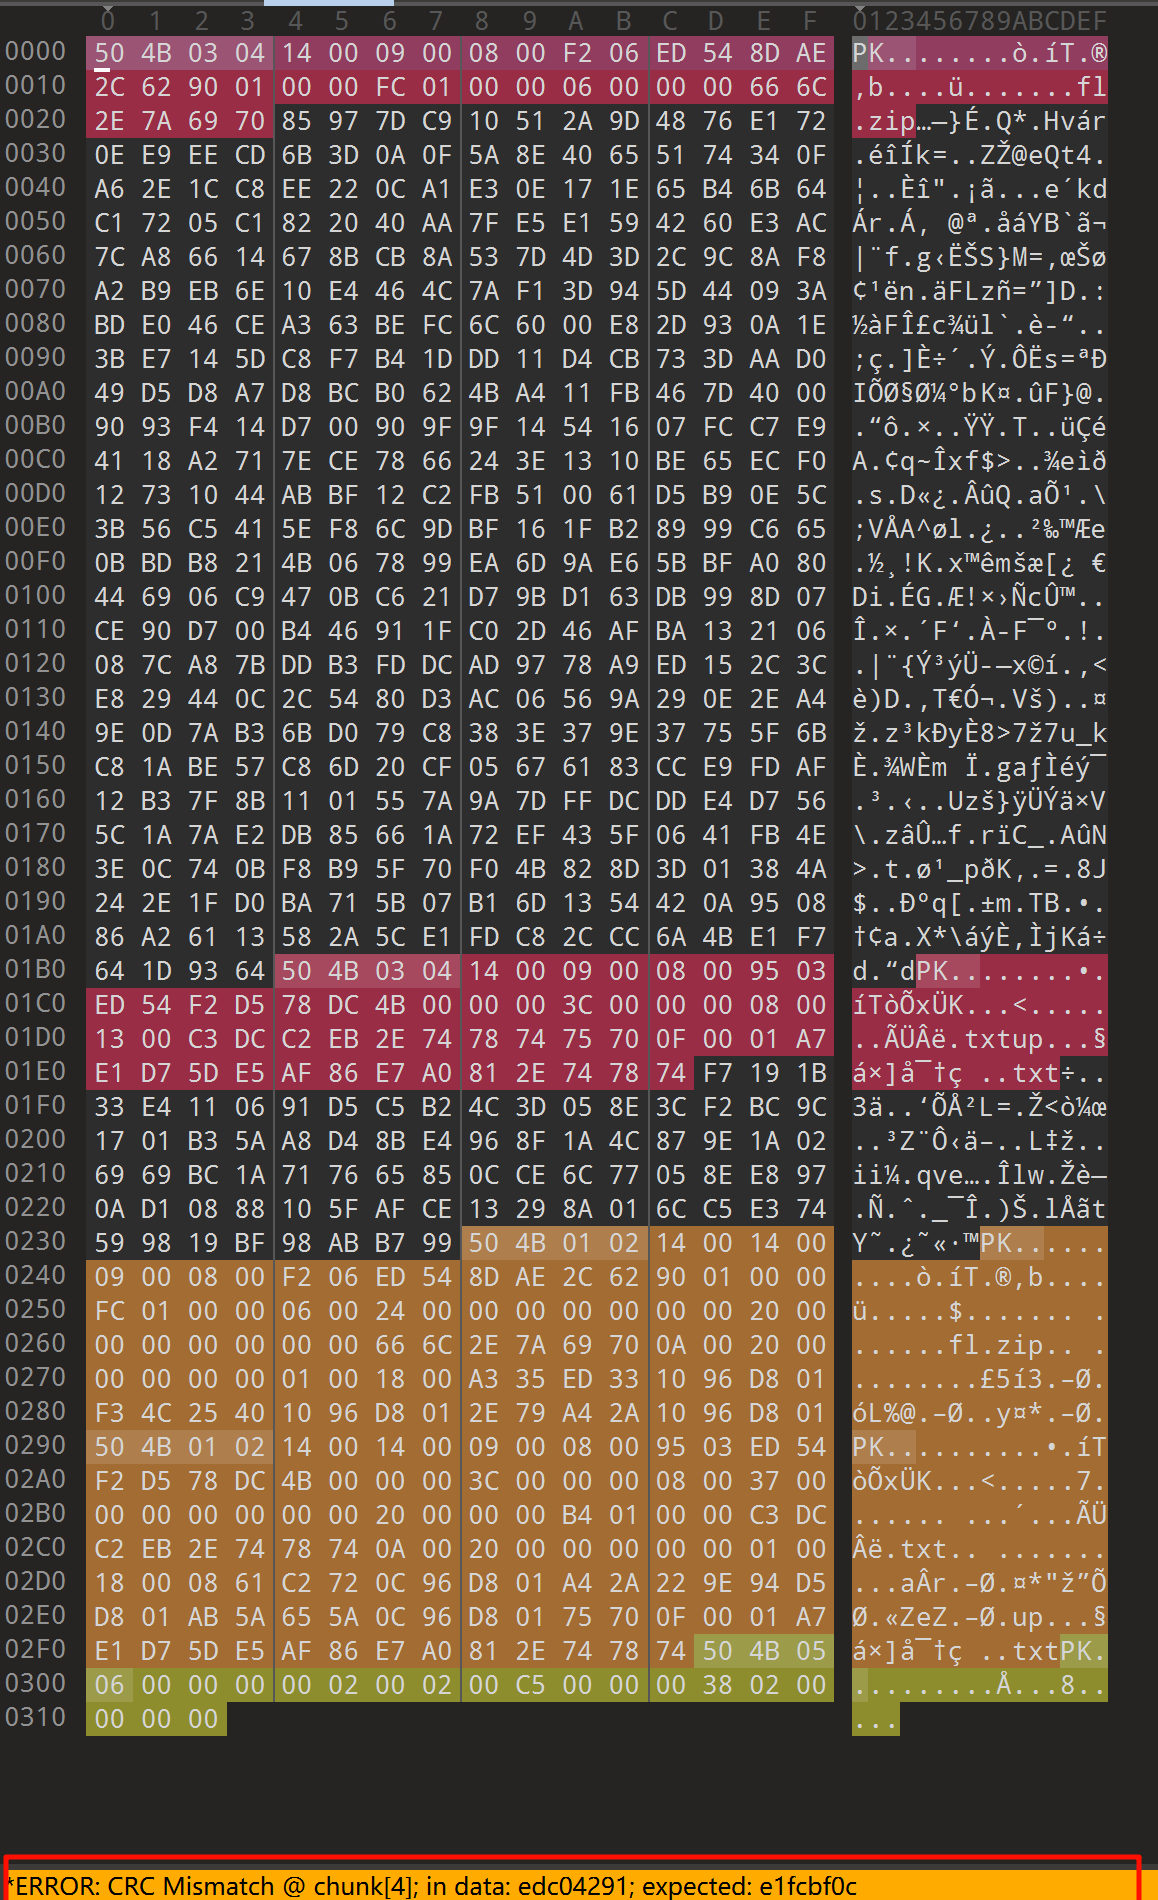 0 1 2 3 4 5 6 7 8 9 A B C D E F 0123456789ABCDEF
0000 50 4B 03 04 14 00 09 00 08 00 F2 06 ED 54 8D AE PK........ò.íT.®
0010 2C 62 90 01 00 00 FC 01 00 00 06 00 00 00 66 6C ,b....ü.......fl
0020 2E 7A 69 70 85 97 7D C9 10 51 2A 9D 48 76 E1 72 .zip…—}É.Q*.Hvár
0030 0E E9 EE CD 6B 3D 0A 0F 5A 8E 40 65 51 74 34 0F .éîÍk=..ZŽ@eQt4.
0040 A6 2E 1C C8 EE 22 0C A1 E3 0E 17 1E 65 B4 6B 64 ¦..Èî".¡ã...e´kd
0050 C1 72 05 C1 82 20 40 AA 7F E5 E1 59 42 60 E3 AC Ár.Á‚ @ª.åáYB`ã¬
0060 7C A8 66 14 67 8B CB 8A 53 7D 4D 3D 2C 9C 8A F8 |¨f.g‹ËŠS}M=,œŠø
0070 A2 B9 EB 6E 10 E4 46 4C 7A F1 3D 94 5D 44 09 3A ¢¹ën.äFLzñ=”]D.:
0080 BD E0 46 CE A3 63 BE FC 6C 60 00 E8 2D 93 0A 1E ½àFÎ£c¾ül`.è-“..
0090 3B E7 14 5D C8 F7 B4 1D DD 11 D4 CB 73 3D AA D0 ;ç.]È÷´.Ý.ÔËs=ªÐ
00A0 49 D5 D8 A7 D8 BC B0 62 4B A4 11 FB 46 7D 40 00 IÕØ§Ø¼°bK¤.ûF}@.
00B0 90 93 F4 14 D7 00 90 9F 9F 14 54 16 07 FC C7 E9 .“ô.×..ŸŸ.T..üÇé
00C0 41 18 A2 71 7E CE 78 66 24 3E 13 10 BE 65 EC F0 A.¢q~Îxf$>..¾eìð
00D0 12 73 10 44 AB BF 12 C2 FB 51 00 61 D5 B9 0E 5C .s.D«¿.ÂûQ.aÕ¹.\
00E0 3B 56 C5 41 5E F8 6C 9D BF 16 1F B2 89 99 C6 65 ;VÅA^øl.¿..²‰™Æe
00F0 0B BD B8 21 4B 06 78 99 EA 6D 9A E6 5B BF A0 80 .½¸!K.x™êmšæ[¿ €
0100 44 69 06 C9 47 0B C6 21 D7 9B D1 63 DB 99 8D 07 Di.ÉG.Æ!×›ÑcÛ™..
0110 CE 90 D7 00 B4 46 91 1F C0 2D 46 AF BA 13 21 06 Î.×.´F‘.À-F¯º.!.
0120 08 7C A8 7B DD B3 FD DC AD 97 78 A9 ED 15 2C 3C .|¨{Ý³ýÜ-—x©í.,<
0130 E8 29 44 0C 2C 54 80 D3 AC 06 56 9A 29 0E 2E A4 è)D.,T€Ó¬.Vš)..¤
0140 9E 0D 7A B3 6B D0 79 C8 38 3E 37 9E 37 75 5F 6B ž.z³kÐyÈ8>7ž7u_k
0150 C8 1A BE 57 C8 6D 20 CF 05 67 61 83 CC E9 FD AF È.¾WÈm Ï.gaƒÌéý¯
0160 12 B3 7F 8B 11 01 55 7A 9A 7D FF DC DD E4 D7 56 .³.‹..Uzš}ÿÜÝä×V
0170 5C 1A 7A E2 DB 85 66 1A 72 EF 43 5F 06 41 FB 4E \.zâÛ…f.rïC_.AûN
0180 3E 0C 74 0B F8 B9 5F 70 F0 4B 82 8D 3D 01 38 4A >.t.ø¹_pðK‚.=.8J
0190 24 2E 1F D0 BA 71 5B 07 B1 6D 13 54 42 0A 95 08 $..Ðºq[.±m.TB.•.
01A0 86 A2 61 13 58 2A 5C E1 FD C8 2C CC 6A 4B E1 F7 †¢a.X*\áýÈ,ÌjKá÷
01B0 64 1D 93 64 50 4B 03 04 14 00 09 00 08 00 95 03 d.“dPK........•.
01C0 ED 54 F2 D5 78 DC 4B 00 00 00 3C 00 00 00 08 00 íTòÕxÜK...<.....
01D0 13 00 C3 DC C2 EB 2E 74 78 74 75 70 0F 00 01 A7 ..ÃÜÂë.txtup...§
01E0 E1 D7 5D E5 AF 86 E7 A0 81 2E 74 78 74 F7 19 1B á×]å¯†ç ..txt÷..
01F0 33 E4 11 06 91 D5 C5 B2 4C 3D 05 8E 3C F2 BC 9C 3ä..‘ÕÅ²L=.Ž<ò¼œ
0200 17 01 B3 5A A8 D4 8B E4 96 8F 1A 4C 87 9E 1A 02 ..³Z¨Ô‹ä–..L‡ž..
0210 69 69 BC 1A 71 76 65 85 0C CE 6C 77 05 8E E8 97 ii¼.qve….Îlw.Žè—
0220 0A D1 08 88 10 5F AF CE 13 29 8A 01 6C C5 E3 74 .Ñ.ˆ._¯Î.)Š.lÅãt
0230 59 98 19 BF 98 AB B7 99 50 4B 01 02 14 00 14 00 Y˜.¿˜«·™PK......
0240 09 00 08 00 F2 06 ED 54 8D AE 2C 62 90 01 00 00 ....ò.íT.®,b....
0250 FC 01 00 00 06 00 24 00 00 00 00 00 00 00 20 00 ü.....$....... .
0260 00 00 00 00 66 6C 2E 7A 69 70 0A 00 20 00 ......fl.zip.. .
0270 00 00 00 00 01 00 18 00 A3 35 ED 33 10 96 D8 01 ........£5í3.–Ø.
0280 F3 4C 25 40 10 96 D8 01 2E 79 A4 2A 10 96 D8 01 óL%@.–Ø..y¤*.–Ø.
0290 50 4B 01 02 14 00 14 00 09 00 08 00 95 03 ED 54 PK..........•.íT
02A0 F2 D5 78 DC 4B 00 00 00 3C 00 00 00 08 00 37 00 òÕxÜK...<.....7.
02B0 00 00 00 00 00 00 20 00 00 00 B4 01 00 00 C3 DC ...... ...´...ÃÜ
02C0 C2 EB 2E 74 78 74 0A 00 20 00 00 00 00 00 01 00 Âë.txt.. .......
02D0 18 00 08 61 C2 72 0C 96 D8 01 A4 2A 22 9E 94 D5 ...aÂr.–Ø.¤*"ž”Õ
02E0 D8 01 AB 5A 65 5A 0C 96 D8 01 75 70 0F 00 01 A7 Ø.«ZeZ.–Ø.up...§
02F0 E1 D7 5D E5 AF 86 E7 A0 81 2E 74 78 74 50 4B 05 á×]å¯†ç ..txtPK.
0300 06 00 00 00 00 02 00 02 00 C5 00 00 00 38 02 00 .........Å...8..
0310 00 00 00 ...
*ERROR: CRC Mismatch @ chunk[4]; in data: edc04291; expected: e1fcbf0c